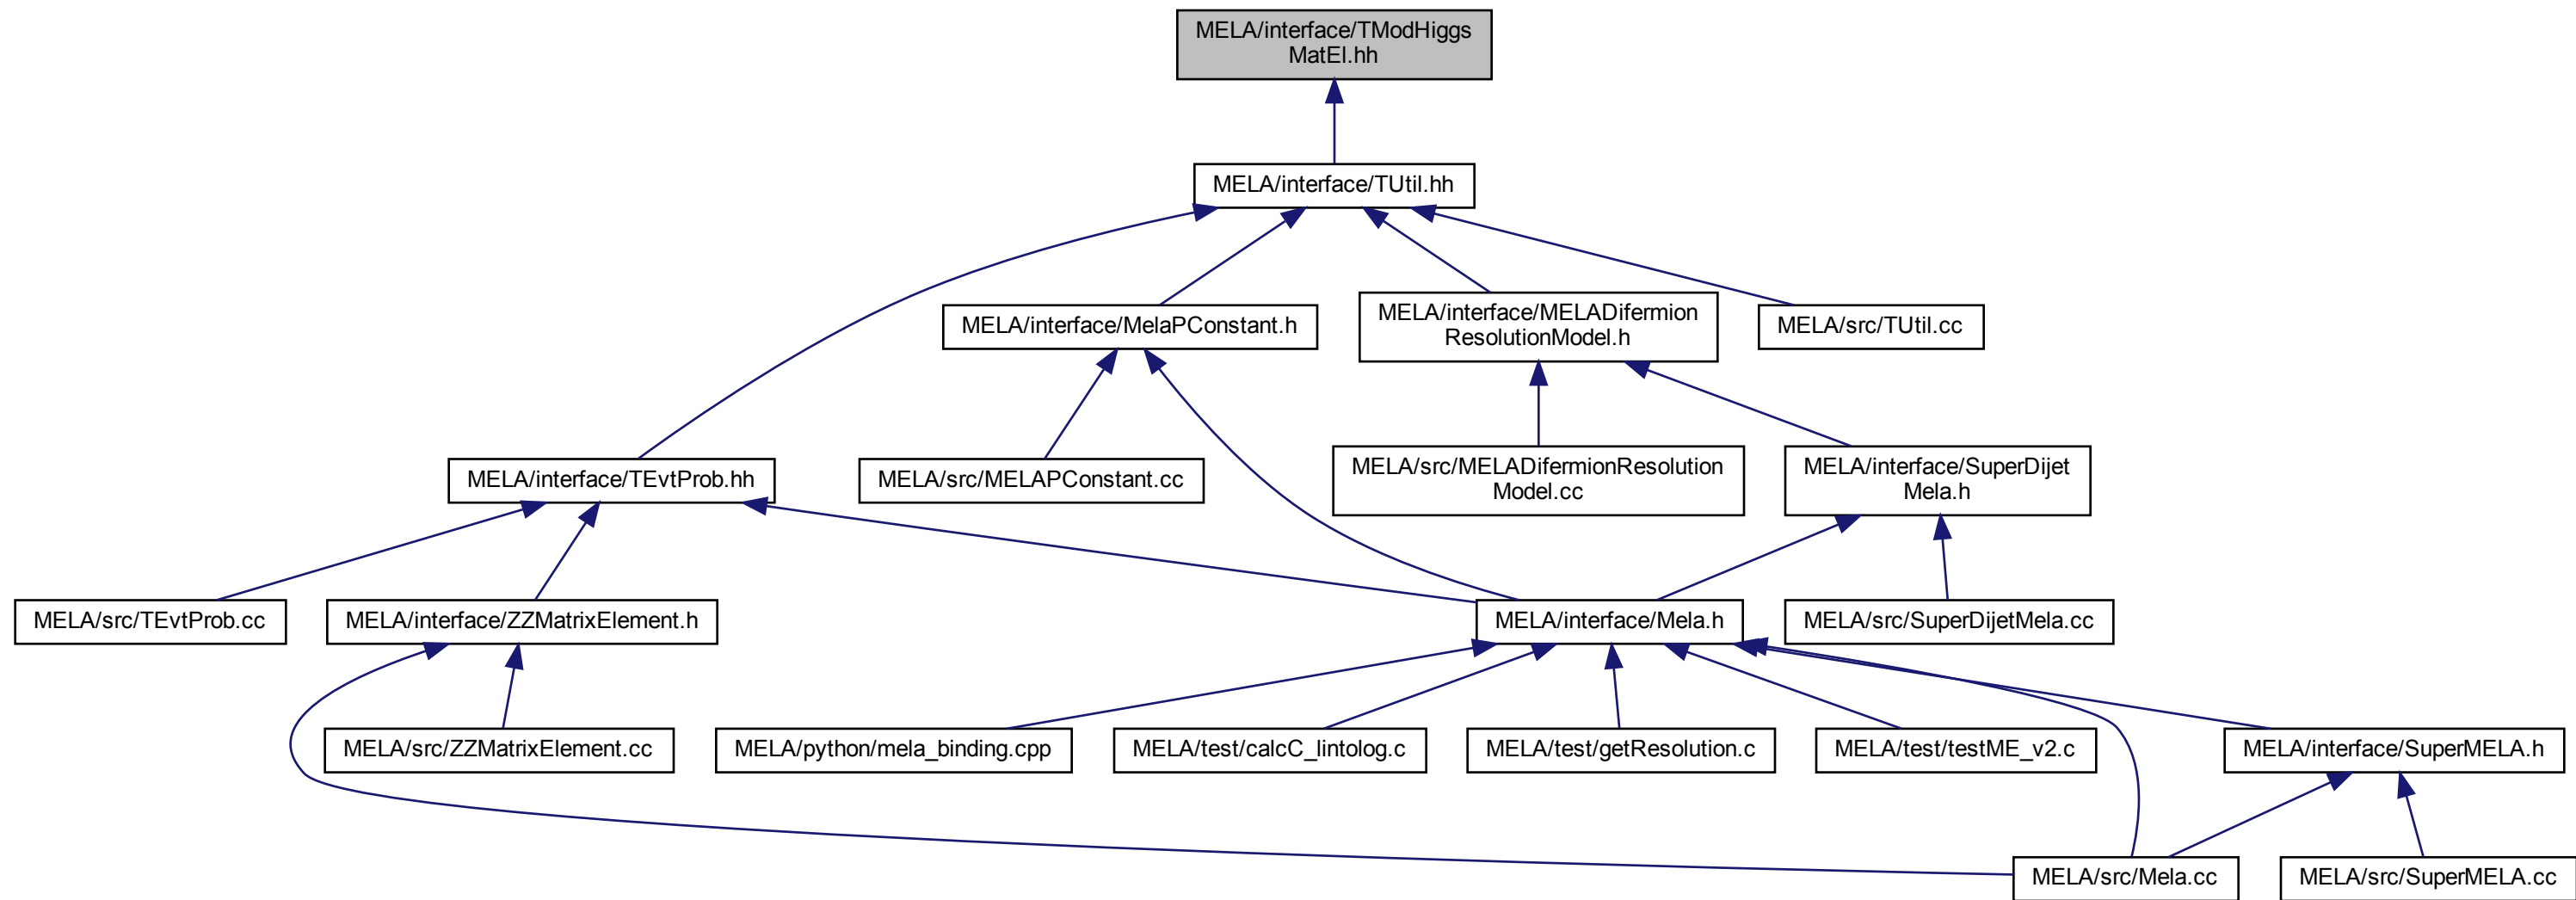 MELA/interface/TModHiggs
MatEl.hh
MELA/interface/TUtil.hh
MELA/interface/MelaPConstant.h
MELA/interface/MELADifermion
ResolutionModel.h
MELA/src/TUtil.cc
MELA/interface/TEvtProb.hh
MELA/src/MELAPConstant.cc
MELA/src/MELADifermionResolution
Model.cc
MELA/interface/SuperDijet
Mela.h
MELA/src/TEvtProb.cc
MELA/interface/ZZMatrixElement.h
MELA/interface/Mela.h
MELA/src/SuperDijetMela.cc
MELA/src/ZZMatrixElement.cc
MELA/python/mela_binding.cpp
MELA/test/calcC_lintolog.c
MELA/test/getResolution.c
MELA/test/testME_v2.c
MELA/interface/SuperMELA.h
MELA/src/Mela.cc
MELA/src/SuperMELA.cc